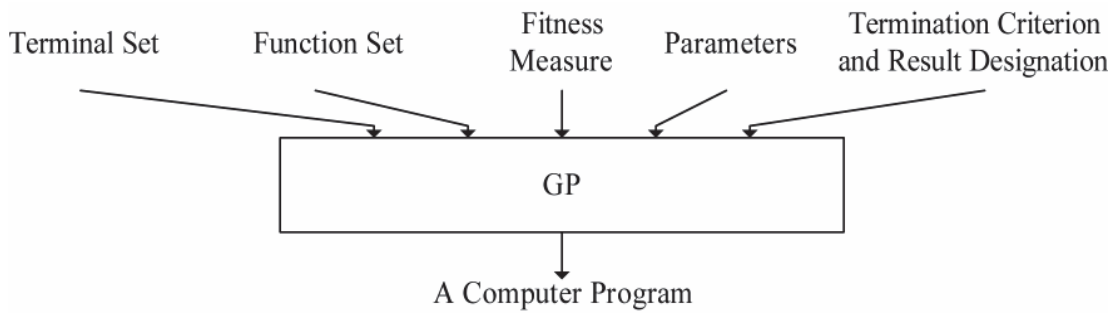 Terminal Set
Function Set
Fitness
Measure
Parameters
Termination Criterion
and Result Designation
GP
A Computer Program